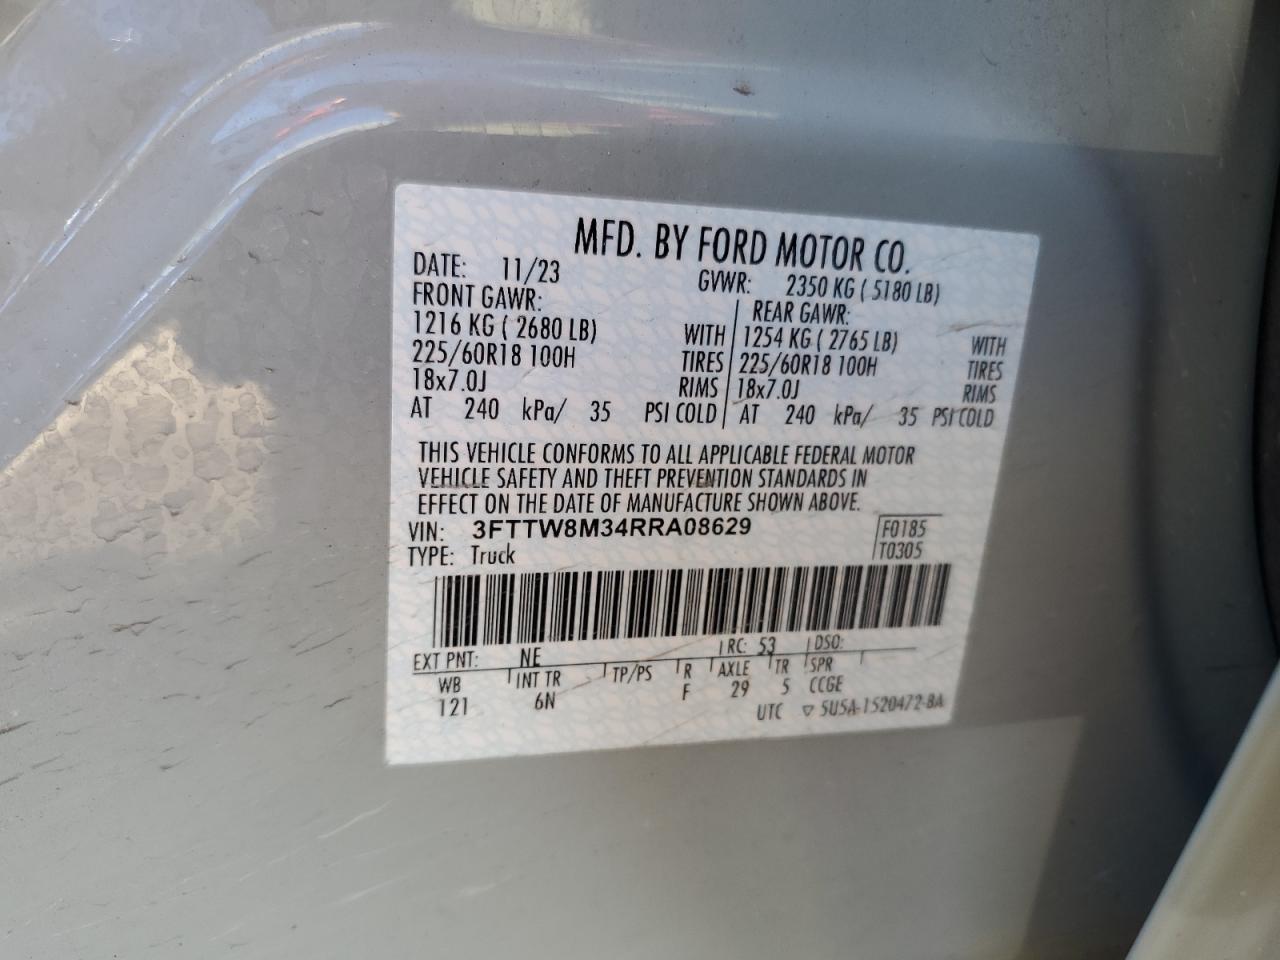 MFD. BY FORD MOTOR CO.
DATE: 11/23 GVWR: 2350 KG ( 5180 LB)
FRONT GAWR: REAR GAWR:
1216 KG ( 2680 LB) WITH 1254 KG ( 2765 LB) WITH
225/60R18 100H TIRES 225/60R18 100H TIRES
18x7.0J RIMS 18x7.0J RIMS
AT 240 kPa/ 35 PSI COLD AT 240 kPa/ 35 PSI COLD
THIS VEHICLE CONFORMS TO ALL APPLICABLE FEDERAL MOTOR
VEHICLE SAFETY AND THEFT PREVENTION STANDARDS IN
EFFECT ON THE DATE OF MANUFACTURE SHOWN ABOVE.
VIN: 3FTTW8M34RRA08629 F0185
TYPE: Truck T0305
EXT PNT: NE RC: 53 DSO:
WB INT TR TP/PS R AXLE TR SPR
121 6N F 29 5 CCGE
UTC ▽ 5U5A-1520472-BA